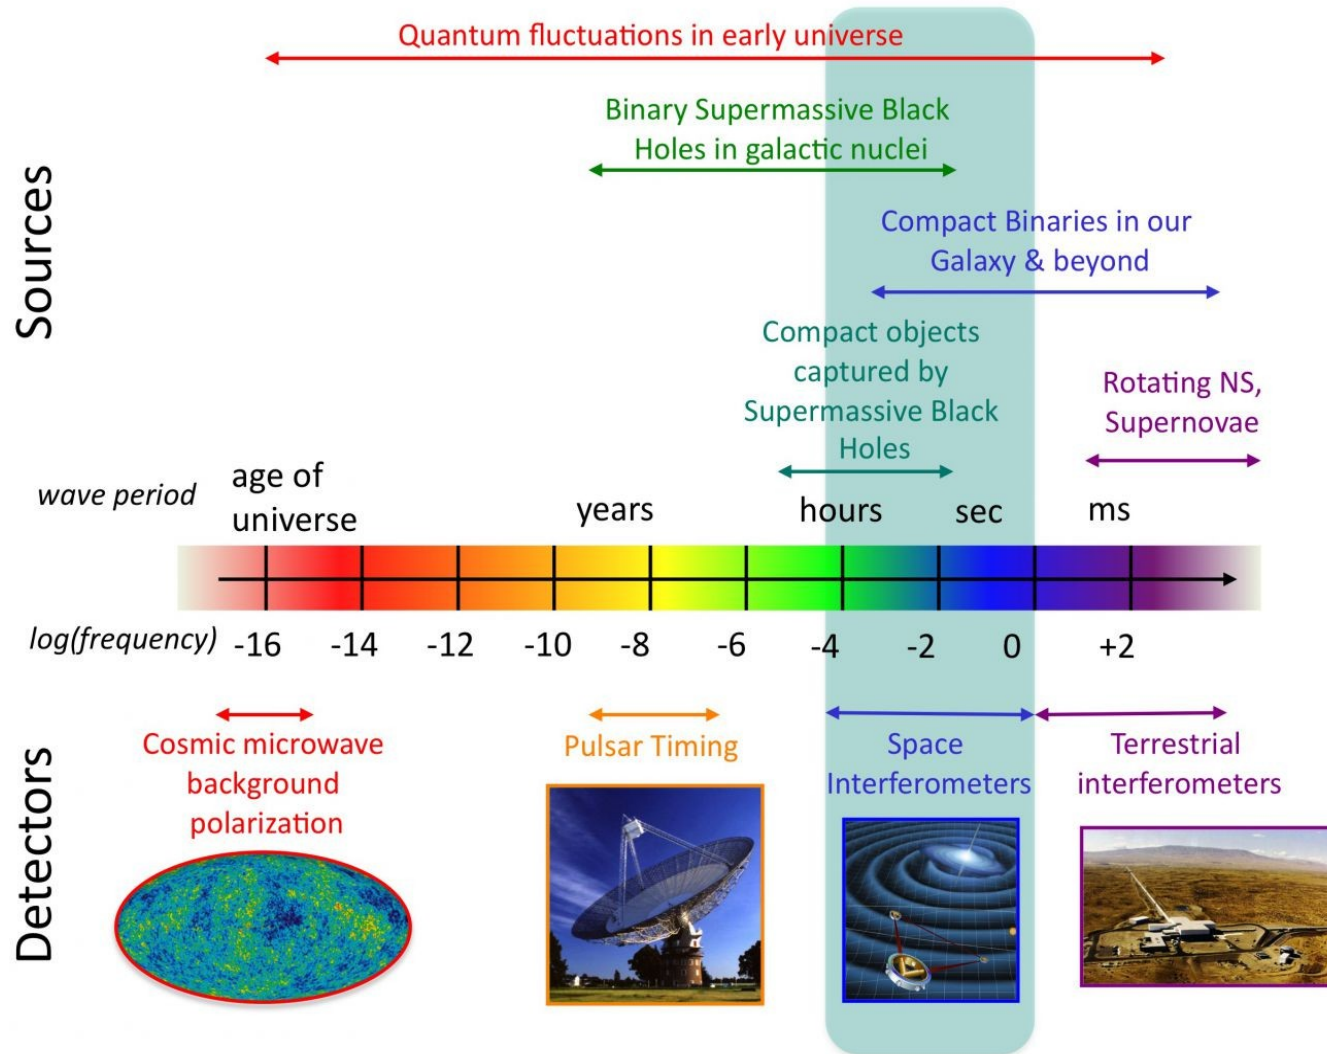 Sources
Quantum fluctuations in early universe
Binary Supermassive Black
Holes in galactic nuclei
Compact Binaries in our
Galaxy & beyond
Compact objects
captured by
Supermassive Black
Holes
Rotating NS,
Supernovae
wave period
age of
universe
years
hours
sec
ms
log(frequency)
-16
-14
-12
-10
-8
-6
-4
-2
0
+2
Detectors
Cosmic microwave
background
polarization
Pulsar Timing
Space
Interferometers
Terrestrial
interferometers